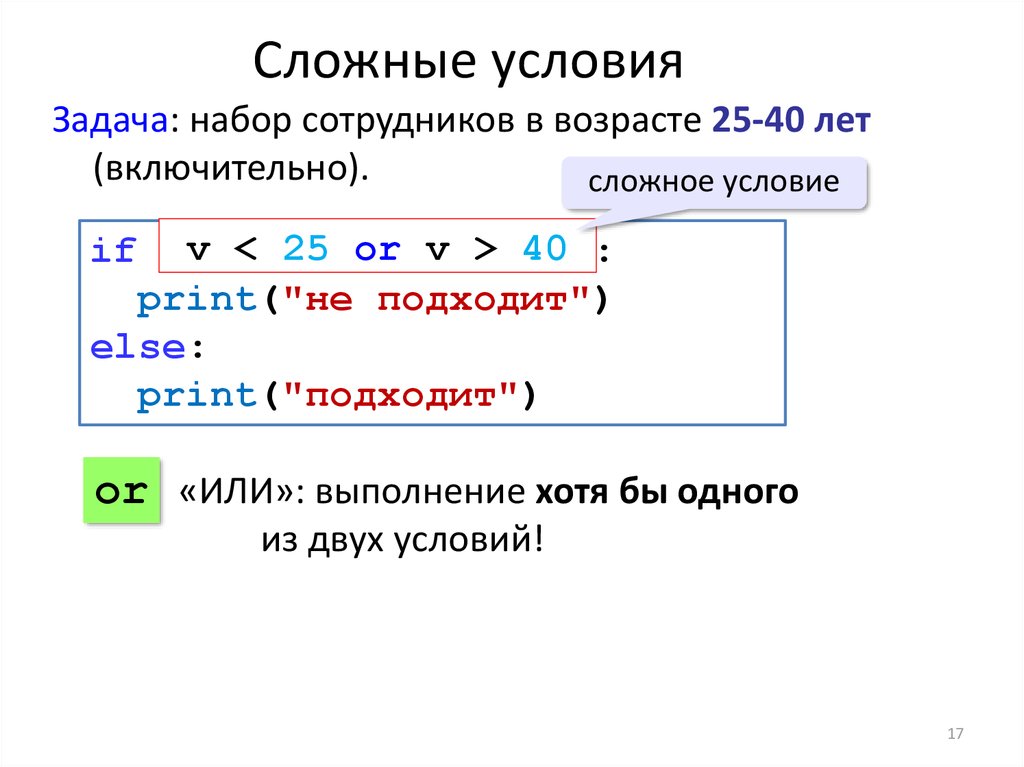 Сложные условия
Задача: набор сотрудников в возрасте 25-40 лет
(включительно).
сложное условие
if v < 25 or v > 40 :
print("не подходит")
else:
print("подходит")
or «ИЛИ»: выполнение хотя бы одного
из двух условий!
17